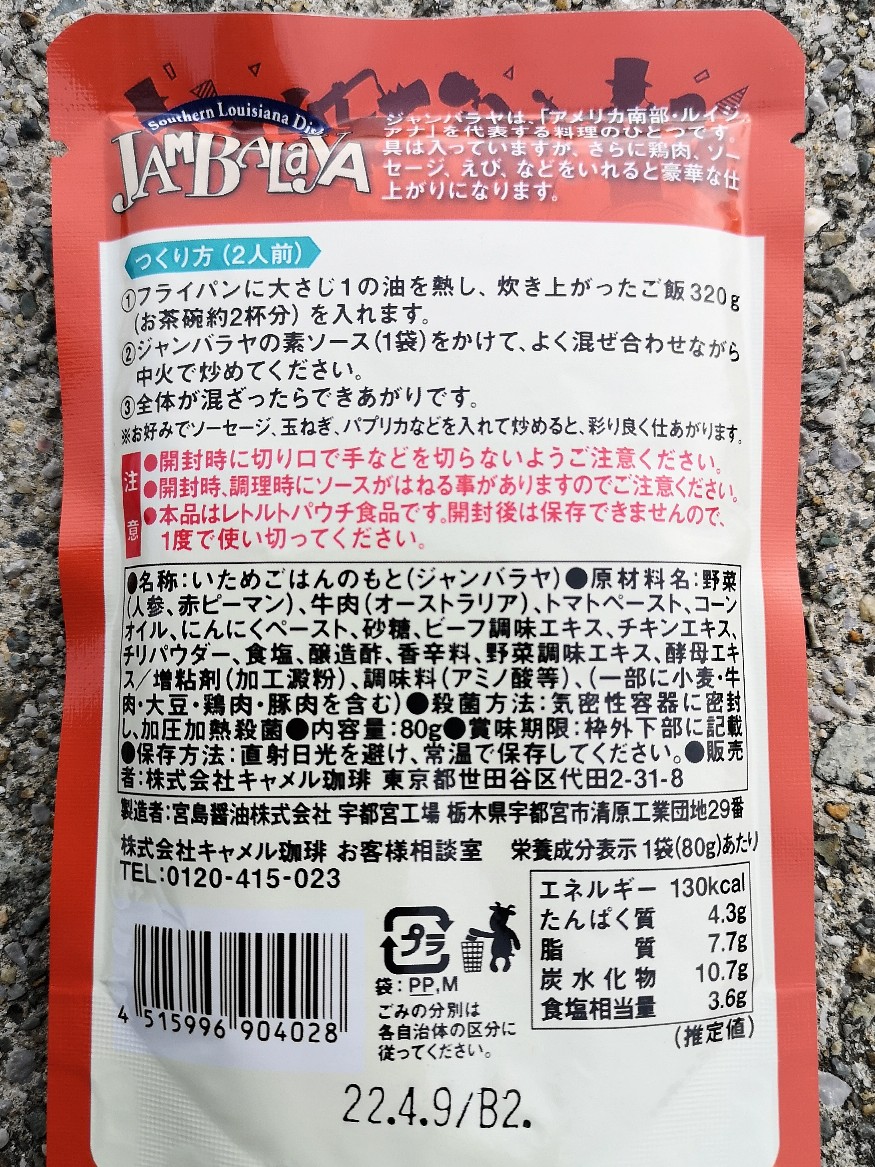 Southern Louisiana Dish
JAMBALAYA
ジャンバラヤは、「アメリカ南部・ルイジ
アナ」を代表する料理のひとつです。
具は入っていますが、さらに鶏肉、ソー
セージ、えび、などをいれると豪華な仕
上がりになります。
つくり方（2人前）
①フライパンに大さじ1の油を熱し、炊き上がったご飯320g
（お茶碗約2杯分）を入れます。
②ジャンバラヤの素ソース（1袋）をかけて、よく混ぜ合わせながら
中火で炒めてください。
③全体が混ざったらできあがりです。
※お好みでソーセージ、玉ねぎ、パプリカなどを入れて炒めると、彩り良く仕あがります。
注意
●開封時に切り口で手などを切らないようご注意ください。
●開封時、調理時にソースがはねる事がありますのでご注意ください。
●本品はレトルトパウチ食品です。開封後は保存できませんので、
1度で使い切ってください。
●名称：いためごはんのもと（ジャンバラヤ）●原材料名：野菜
（人参、赤ピーマン）、牛肉（オーストラリア）、トマトペースト、コーン
オイル、にんにくペースト、砂糖、ビーフ調味エキス、チキンエキス、
チリパウダー、食塩、醸造酢、香辛料、野菜調味エキス、酵母エキ
ス／増粘剤（加工澱粉）、調味料（アミノ酸等）、（一部に小麦・牛
肉・大豆・鶏肉・豚肉を含む）●殺菌方法：気密性容器に密封
し、加圧加熱殺菌●内容量：80g●賞味期限：枠外下部に記載
●保存方法：直射日光を避け、常温で保存してください。●販売
者：株式会社キャメル珈琲 東京都世田谷区代田2-31-8
製造者：宮島醤油株式会社 宇都宮工場 栃木県宇都宮市清原工業団地29番
株式会社キャメル珈琲 お客様相談室
TEL：0120-415-023
栄養成分表示 1袋（80g）あたり
エネルギー 130kcal
たんぱく質 4.3g
脂質 7.7g
炭水化物 10.7g
食塩相当量 3.6g
（推定値）
プラ
袋：PP,M
ごみの分別は
各自治体の区分に
従ってください。
4 515996 904028
22.4.9/B2.